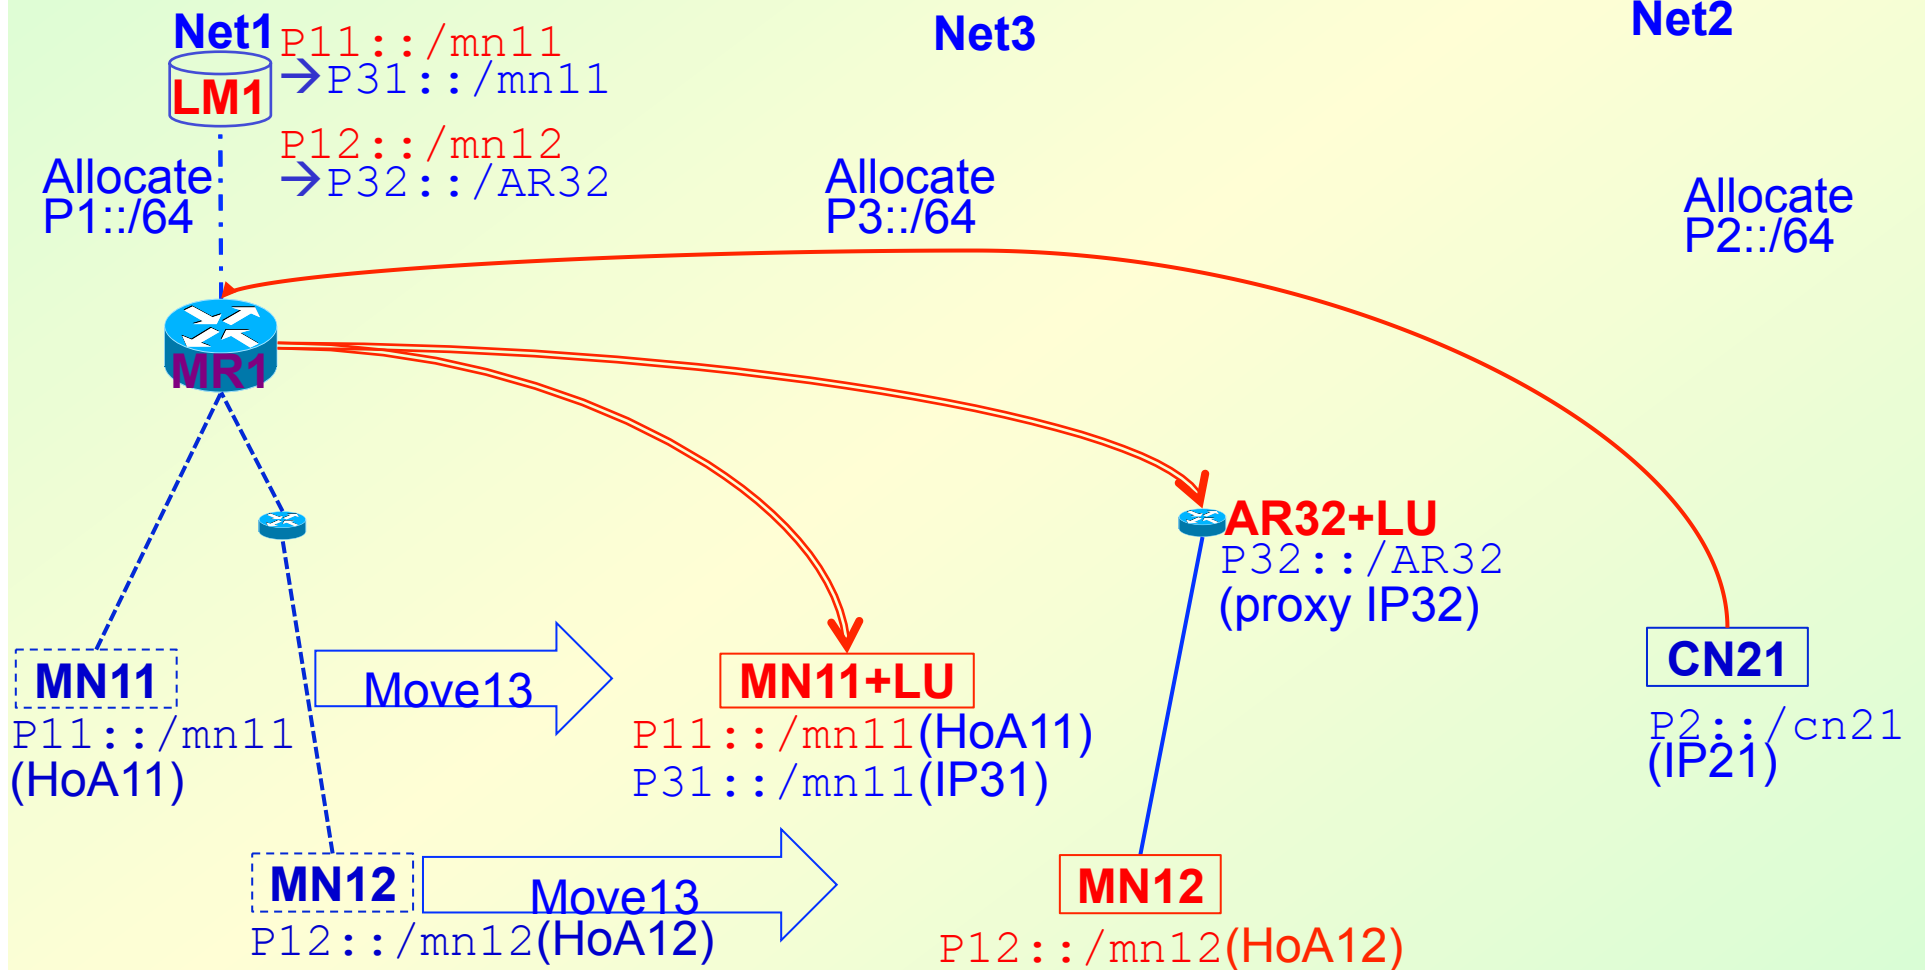 Net1
Net3
Net2
P11::/mn11
→P31::/mn11
LM1
P12::/mn12
→P32::/AR32
Allocate
P1::/64
Allocate
P3::/64
Allocate
P2::/64
MR1
AR32+LU
P32::/AR32
(proxy IP32)
MN11
P11::/mn11
(HoA11)
Move13
MN11+LU
P11::/mn11(HoA11)
P31::/mn11(IP31)
CN21
P2::/cn21
(IP21)
MN12
P12::/mn12(HoA12)
Move13
MN12
P12::/mn12(HoA12)